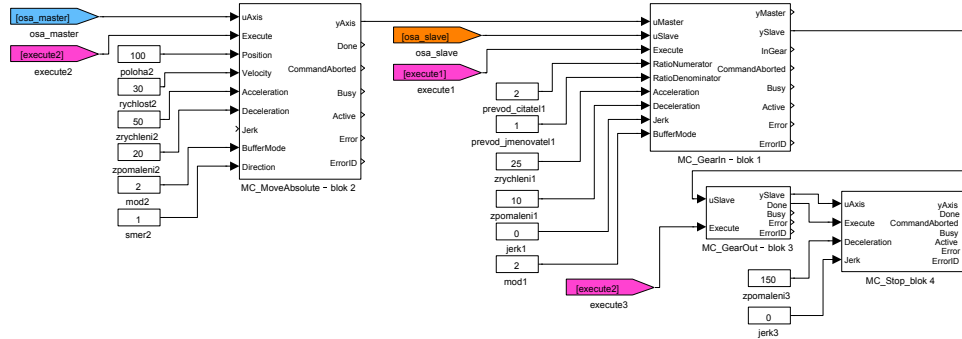 [osa_master]
osa_master
[execute2]
execute2
100
poloha2
30
rychlost2
50
zrychleni2
20
zpomaleni2
2
mod2
1
smer2
uAxis
Execute
Position
Velocity
Acceleration
Deceleration
Jerk
BufferMode
Direction
yAxis
Done
CommandAborted
Busy
Active
Error
ErrorID
MC_MoveAbsolute - blok 2
[osa_slave]
osa_slave
[execute1]
execute1
2
prevod_citatel1
1
prevod_jmenovatel1
25
zrychleni1
10
zpomaleni1
0
jerk1
2
mod1
uMaster
uSlave
Execute
RatioNumerator
RatioDenominator
Acceleration
Deceleration
Jerk
BufferMode
yMaster
ySlave
InGear
CommandAborted
Busy
Active
Error
ErrorID
MC_GearIn - blok 1
uSlave
Execute
ySlave
Done
Busy
Error
ErrorID
MC_GearOut - blok 3
[execute2]
execute3
150
zpomaleni3
0
jerk3
uAxis
Execute
Deceleration
Jerk
yAxis
Done
CommandAborted
Busy
Active
Error
ErrorID
MC_Stop_blok 4